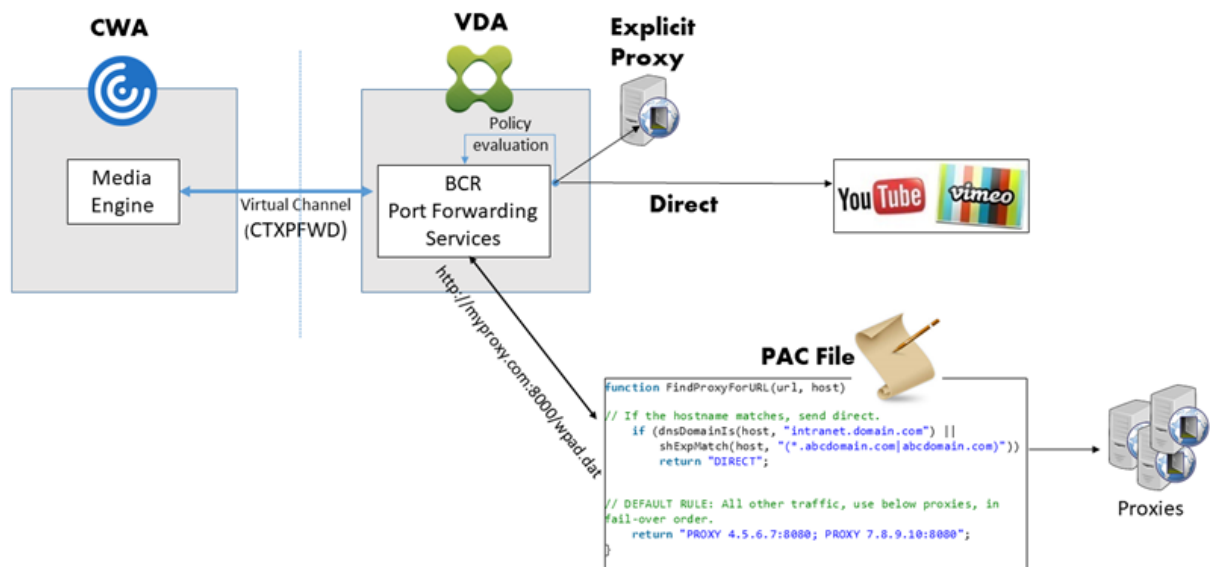 CWA
VDA
Explicit
Proxy
Policy
evaluation
Media
Engine
Virtual Channel
(CTXPFWD)
BCR
Port Forwarding
Services
Direct
YouTube
vimeo
http://myproxy.com:8000/wpad.dat
PAC File
function FindProxyForURL(url, host)
// If the hostname matches, send direct.
if (dnsDomainIs(host, "intranet.domain.com") ||
shExpMatch(host, "(*.abcdomain.com|abcdomain.com)"))
return "DIRECT";
// DEFAULT RULE: All other traffic, use below proxies, in
fail-over order.
return "PROXY 4.5.6.7:8080; PROXY 7.8.9.10:8080";
}
Proxies